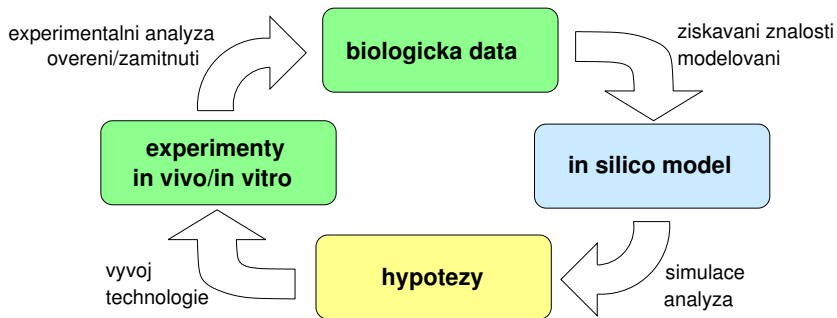 experimentalni analyza
overeni/zamitnuti
biologicka data
ziskavani znalosti
modelovani
experimenty
in vivo/in vitro
in silico model
vyvoj
technologie
hypotezy
simulace
analyza